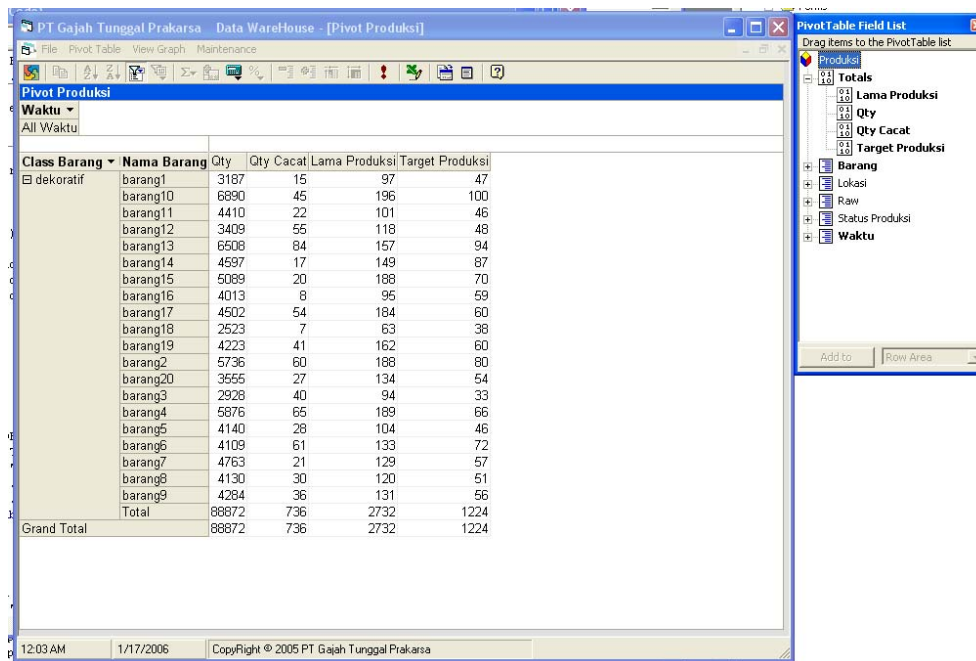 PT Gajah Tunggal Prakarsa Data WareHouse - [Pivot Produksi]
File Pivot Table View Graph Maintenance
Pivot Produksi
Waktu
All Waktu
Class Barang Nama Barang Qty Qty Cacat Lama Produksi Target Produksi
dekoratif barang1 3187 15 97 47
barang10 6890 45 196 100
barang11 4410 22 101 46
barang12 3409 55 118 48
barang13 6508 84 157 94
barang14 4597 17 149 87
barang15 5089 20 188 70
barang16 4013 8 95 59
barang17 4502 54 184 60
barang18 2523 7 63 38
barang19 4223 41 162 60
barang2 5736 60 188 80
barang20 3555 27 134 54
barang3 2928 40 94 33
barang4 5876 65 189 66
barang5 4140 28 104 46
barang6 4109 61 133 72
barang7 4763 21 129 57
barang8 4130 30 120 51
barang9 4284 36 131 56
Total 88872 736 2732 1224
Grand Total 88872 736 2732 1224
12:03 AM 1/17/2006 CopyRight © 2005 PT Gajah Tunggal Prakarsa
PivotTable Field List
Drag items to the PivotTable list
Produksi
Totals
Lama Produksi
Qty
Qty Cacat
Target Produksi
Barang
Lokasi
Raw
Status Produksi
Waktu
Add to Row Area